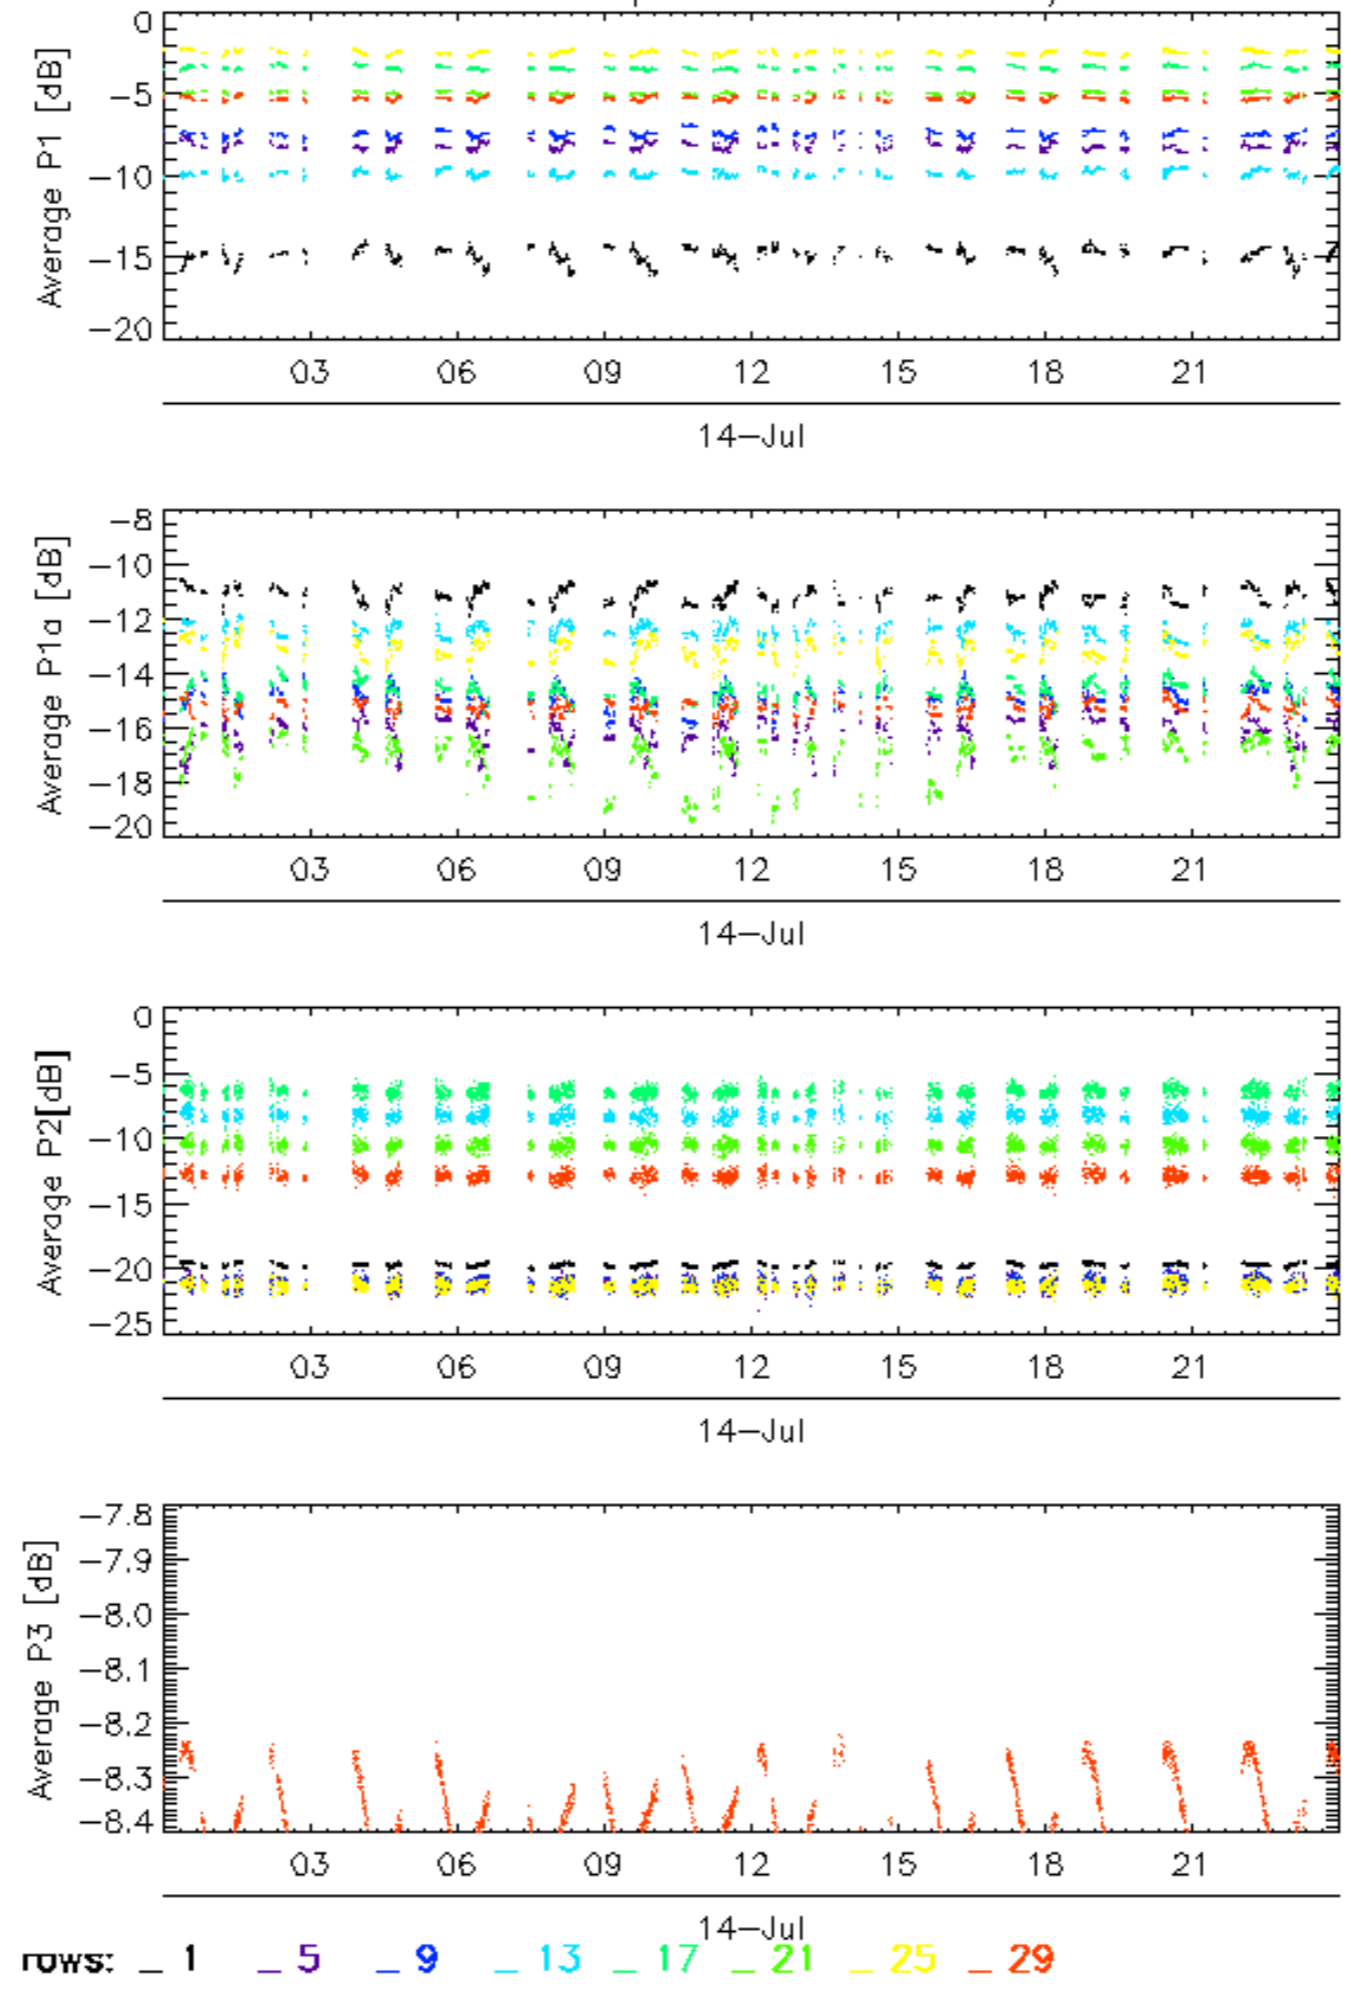 0
−5
−10
−15
−20
Average P1 [dB]
03 06 09 12 15 18 21
14−Jul
−8
−10
−12
−14
−16
−18
−20
Average P1a [dB]
03 06 09 12 15 18 21
14−Jul
0
−5
−10
−15
−20
−25
Average P2[dB]
03 06 09 12 15 18 21
14−Jul
−7.8
−7.9
−8.0
−8.1
−8.2
−8.3
−8.4
Average P3 [dB]
03 06 09 12 15 18 21
14−Jul
rows: _ 1 _ 5 _ 9 _ 13 _ 17 _ 21 _ 25 _ 29